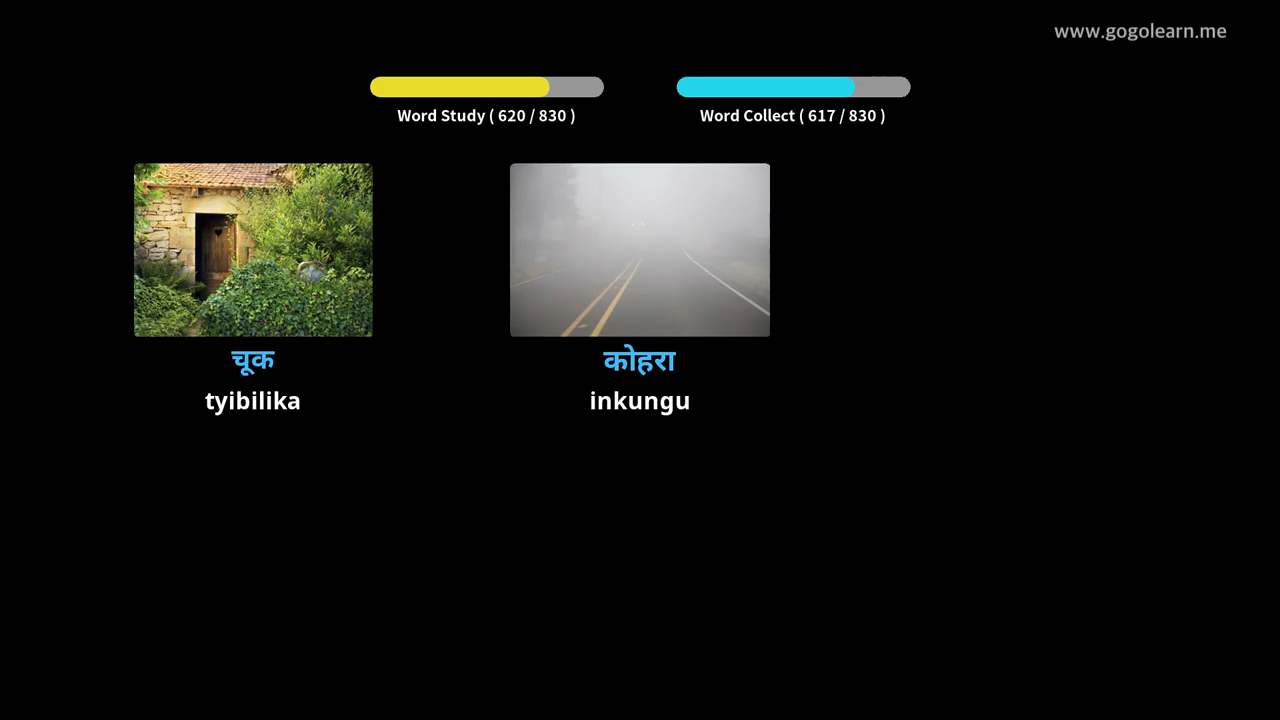 www.gogolearn.me
Word Study ( 620 / 830 )
Word Collect ( 617 / 830 )
चूक
tyibilika
कोहरा
inkungu